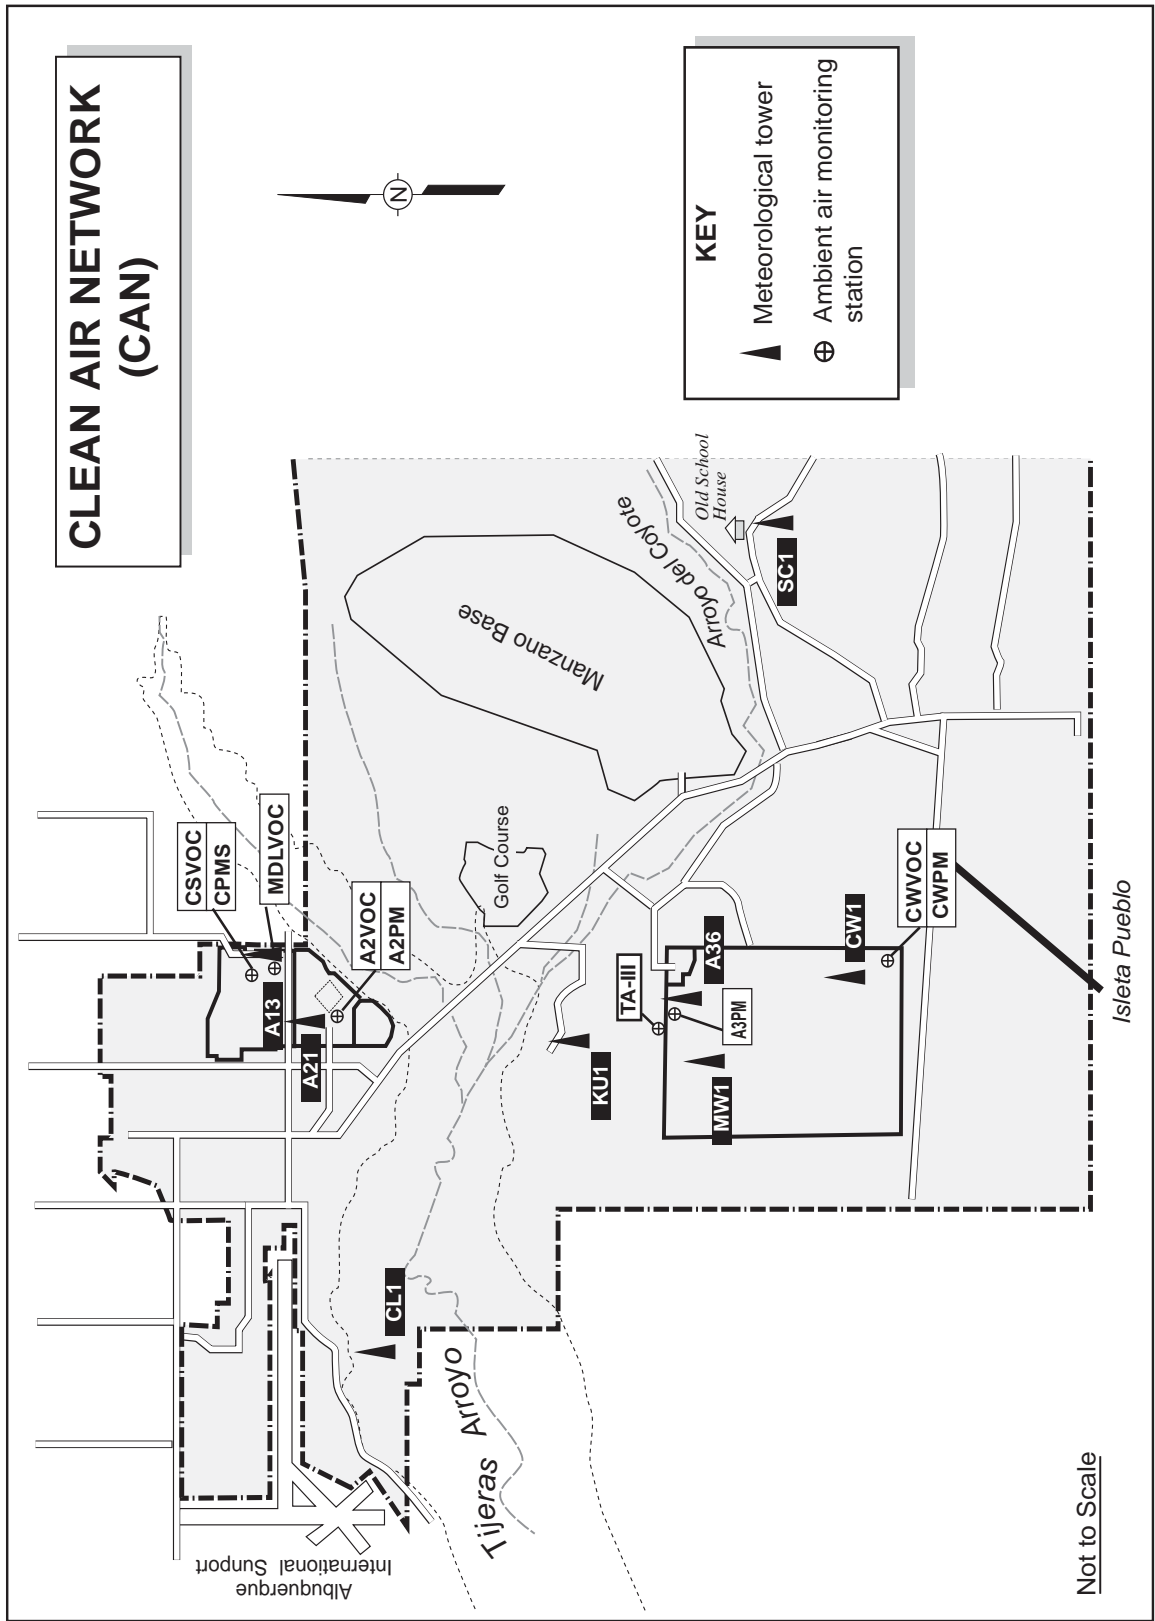 CLEAN AIR NETWORK
(CAN)
N
KEY
Meteorological tower
Ambient air monitoring
station
CSVOC
CPMS
MDLVOC
A2VOC
A2PM
A13
A21
Albuquerque
International Sunport
CL1
Tijeras Arroyo
Golf Course
Manzano Base
Arroyo del Coyote
Old School
House
SC1
KU1
TA-III
A36
A3PM
MW1
CW1
CWVOC
CWPM
Isleta Pueblo
Not to Scale